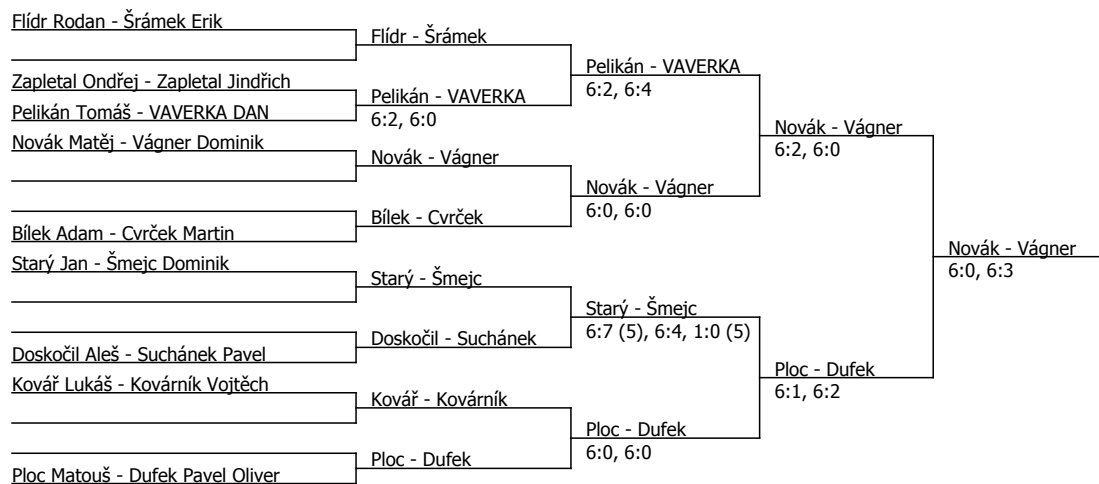 Flídr Rodan - Šrámek Erik
Zapletal Ondřej - Zapletal Jindřich
Pelikán Tomáš - VAVERKA DAN
Novák Matěj - Vágner Dominik
Bílek Adam - Cvrček Martin
Starý Jan - Šmejc Dominik
Doskočil Aleš - Suchánek Pavel
Kovář Lukáš - Kovárník Vojtěch
Ploc Matouš - Dufek Pavel Oliver
Flídr - Šrámek
Pelikán - VAVERKA
6:2, 6:0
Novák - Vágner
Bílek - Cvrček
Starý - Šmejc
Doskočil - Suchánek
Kovář - Kovárník
Ploc - Dufek
Pelikán - VAVERKA
6:2, 6:4
Novák - Vágner
6:0, 6:0
Starý - Šmejc
6:7 (5), 6:4, 1:0 (5)
Ploc - Dufek
6:0, 6:0
Novák - Vágner
6:2, 6:0
Ploc - Dufek
6:1, 6:2
Novák - Vágner
6:0, 6:3